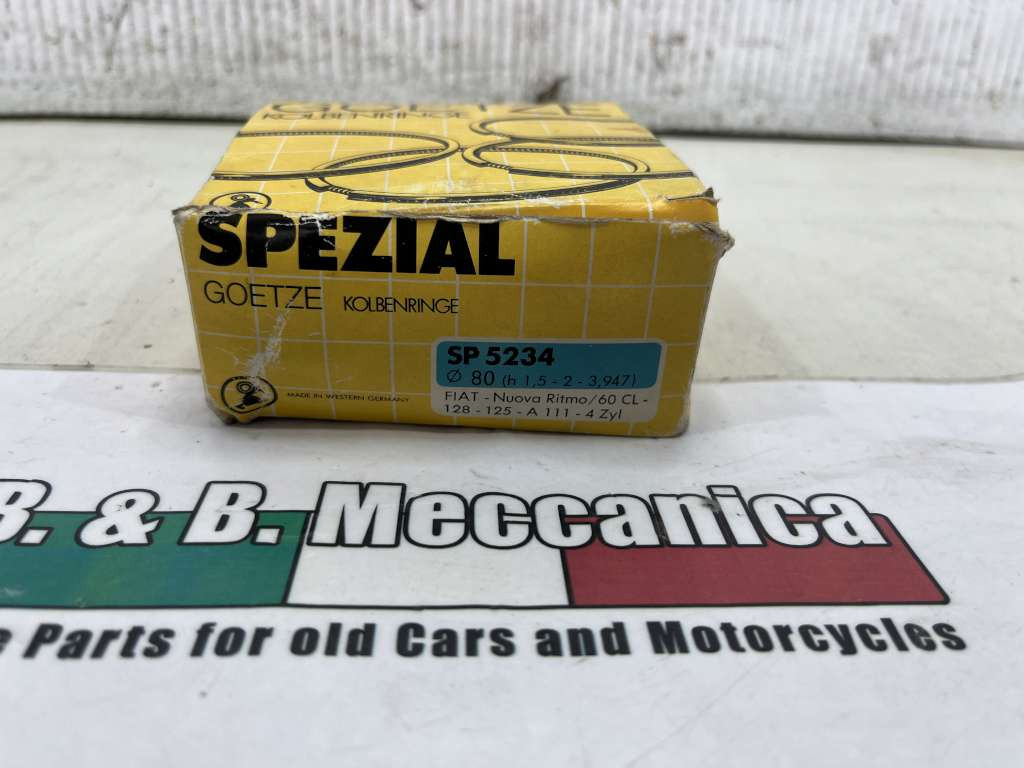 GOETZE
KOLBENRINGE
SPEZIAL
GOETZE KOLBENRINGE
SP 5234
Ø 80 (h 1,5 - 2 - 3,947)
MADE IN WESTERN GERMANY
FIAT - Nuova Ritmo/60 CL -
128 - 125 - A 111 - 4 Zyl
B. & B. Meccanica
Parts for old Cars and Motorcycles